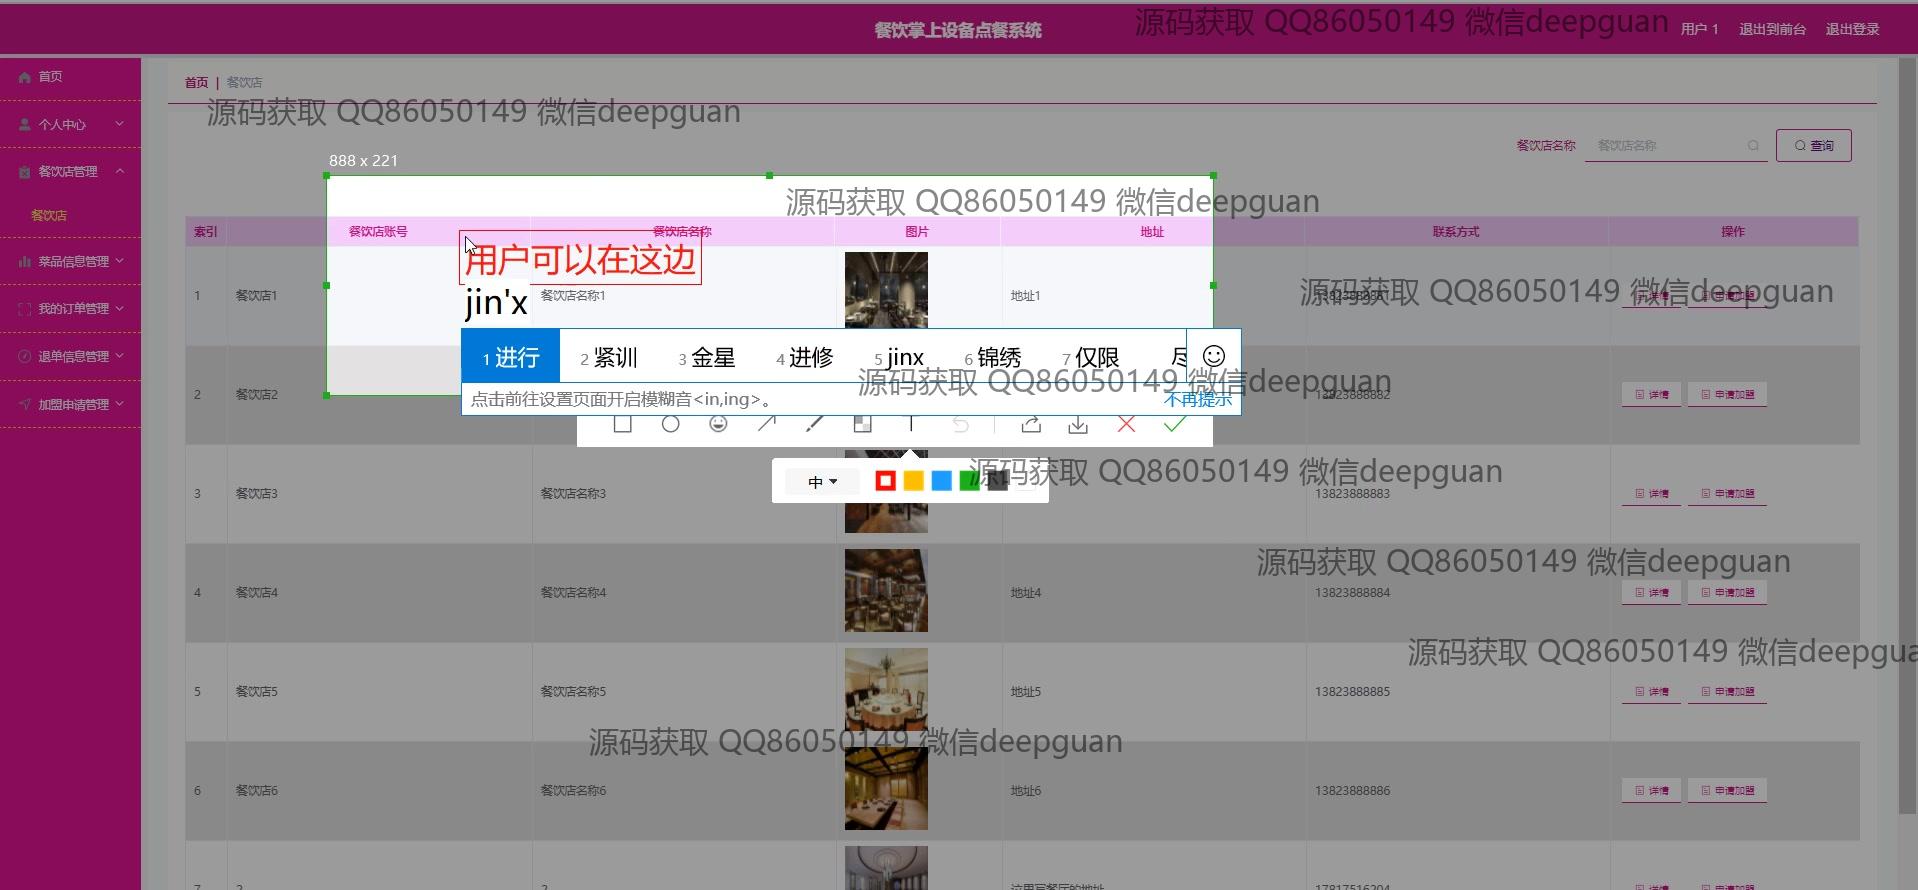 餐饮掌上设备点餐系统
源码获取 QQ86050149 微信deepguan
用户 1
退出到前台
退出登录
首页
个人中心
餐饮店管理
餐饮店
菜品信息管理
我的订单管理
退单信息管理
加盟申请管理
首页 | 餐饮店
源码获取 QQ86050149 微信deepguan
餐饮店名称
餐饮店名称
查询
888 x 221
源码获取 QQ86050149 微信deepguan
索引 餐饮店账号 餐饮店名称 图片 地址 联系方式 操作
用户可以在这边
jin'x
1 餐饮店1 餐饮店名称1 地址1 13823888881 详情 申请加盟
源码获取 QQ86050149 微信deepguan
1 进行 2 紧训 3 金星 4 进修 5 jinx 6 锦绣 7 仅限
点击前往设置页面开启模糊音<in,ing>。 不再提示
源码获取 QQ86050149 微信deepguan
2 餐饮店2 13823888882 详情 申请加盟
中
源码获取 QQ86050149 微信deepguan
3 餐饮店3 餐饮店名称3 13823888883 详情 申请加盟
源码获取 QQ86050149 微信deepguan
4 餐饮店4 餐饮店名称4 地址4 13823888884 详情 申请加盟
源码获取 QQ86050149 微信deepgua
5 餐饮店5 餐饮店名称5 地址5 13823888885 详情 申请加盟
源码获取 QQ86050149 微信deepguan
6 餐饮店6 餐饮店名称6 地址6 13823888886 详情 申请加盟